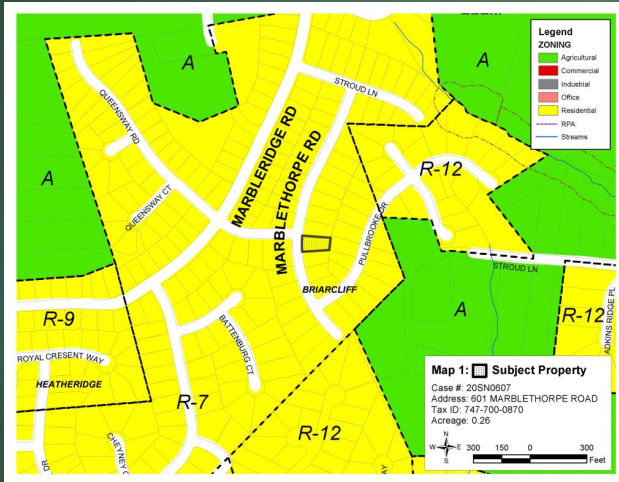 A
STROUD LN
QUEENSWAY RD
MARBLERIDGE RD
MARBLETHORPE RD
Legend
ZONING
Agricultural
Commercial
Industrial
Office
Residential
RPA
Streams
A
A
QUEENSWAY CT
R-12
PULLBROOKE DR
STROUD LN
BRIARCLIFF
R-9
ROYAL CRESENT WAY
HEATHERIDGE
BATTENBURG CT
R-7
A
R-12
ADKINS RIDGE PL
R-12
DR
WAY
Map 1: Subject Property
Case #: 20SN0607
Address: 601 MARBLETHORPE ROAD
Tax ID: 747-700-0870
Acreage: 0.26
N
W E
S
300 150 0 300
Feet